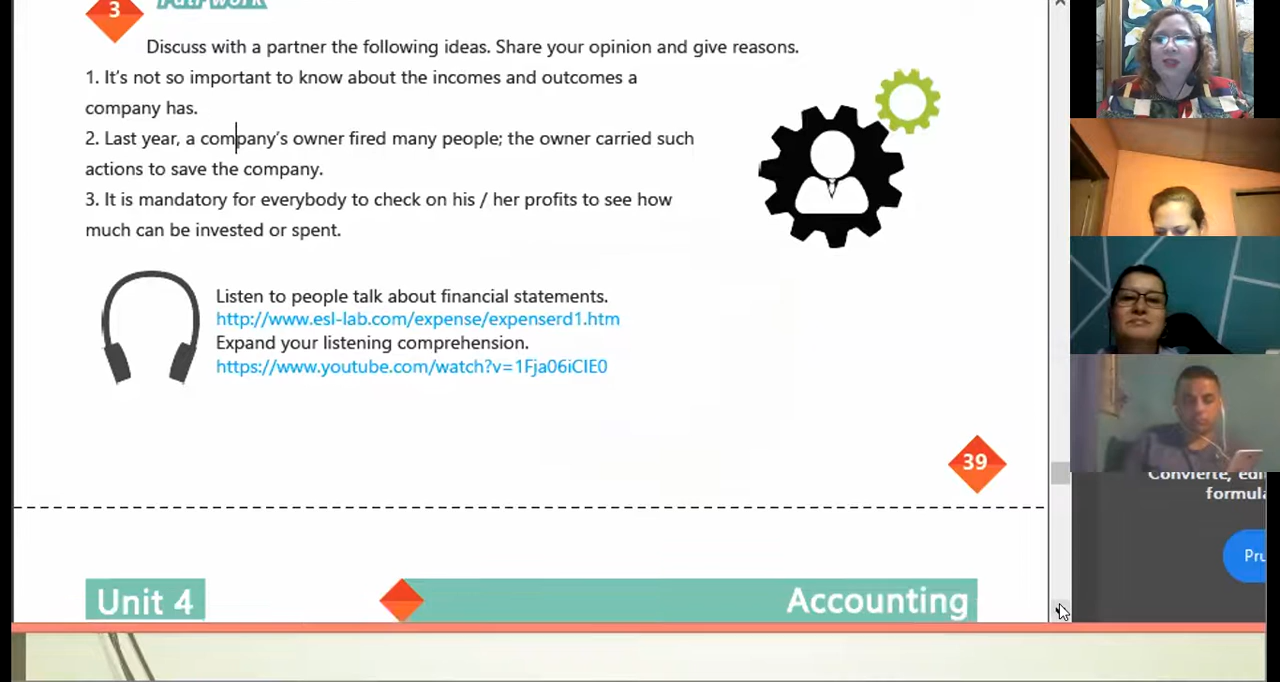 3
Discuss with a partner the following ideas. Share your opinion and give reasons.
1. It's not so important to know about the incomes and outcomes a
company has.
2. Last year, a company's owner fired many people; the owner carried such
actions to save the company.
3. It is mandatory for everybody to check on his / her profits to see how
much can be invested or spent.
Listen to people talk about financial statements.
http://www.esl-lab.com/expense/expenserd1.htm
Expand your listening comprehension.
https://www.youtube.com/watch?v=1Fja06iCIE0
39
Convierte, edi
formula
Pru
Unit 4
Accounting